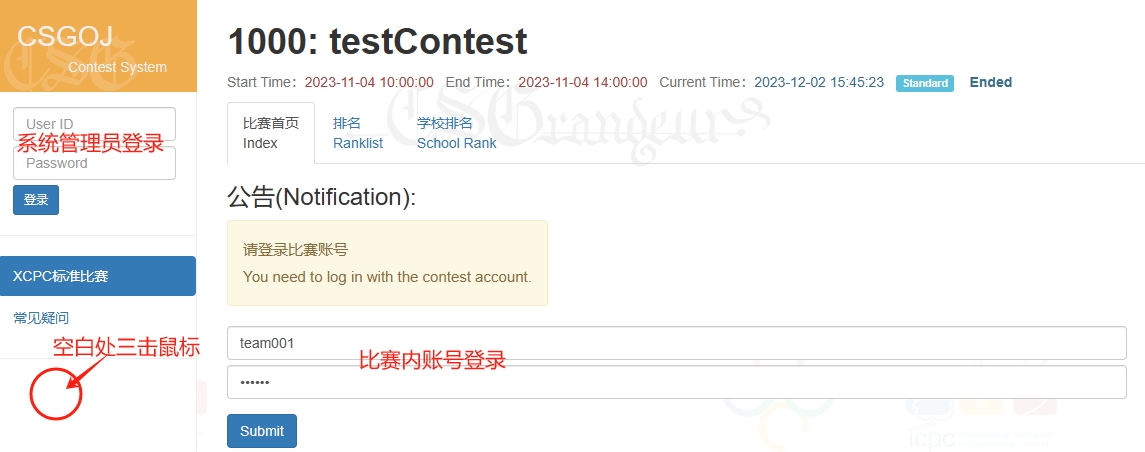 CSGOJ
Contest System
User ID
系统管理员登录
Password
登录
XCPC标准比赛
常见疑问
空白处三击鼠标
1000: testContest
Start Time：2023-11-04 10:00:00 End Time：2023-11-04 14:00:00 Current Time：2023-12-02 15:45:23 Standard Ended
CSGrandeur
比赛首页
Index
排名
Ranklist
学校排名
School Rank
公告(Notification):
请登录比赛账号
You need to log in with the contest account.
team001
比赛内账号登录
••••••
Submit
icpc